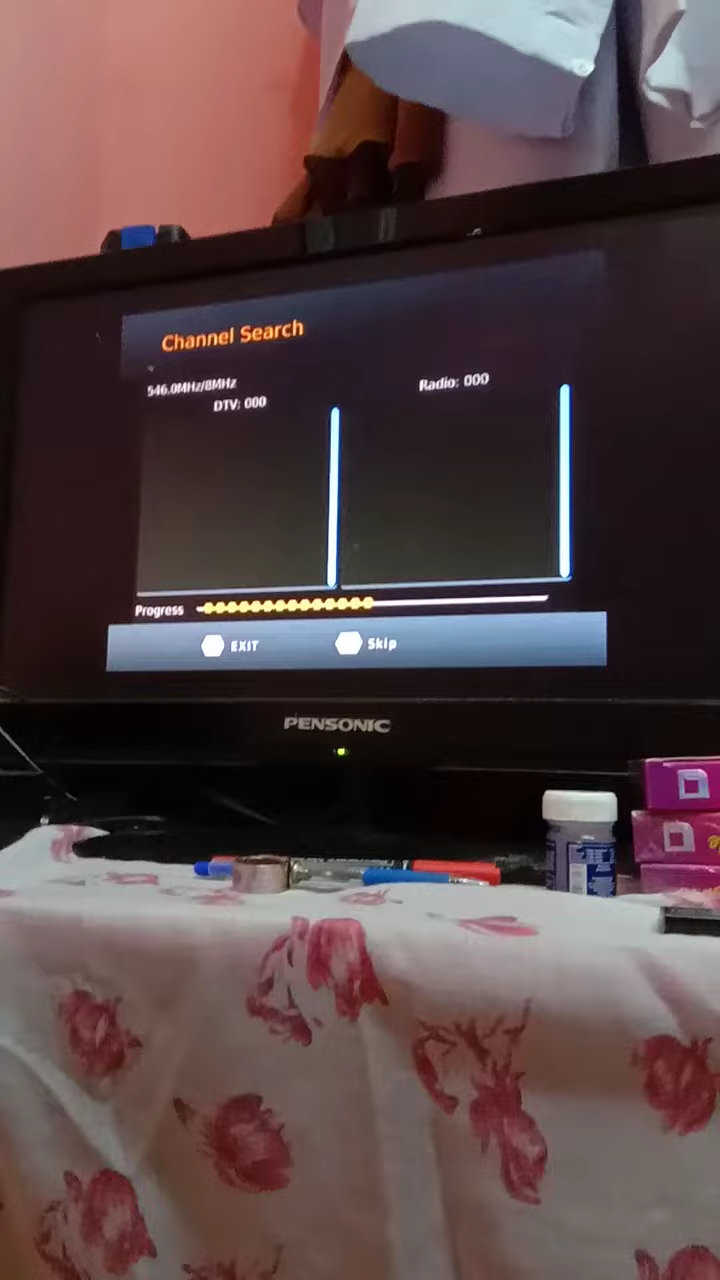 Channel Search
546.0MHz/8MHz
DTV: 000
Radio: 000
Progress
EXIT
Skip
PENSONIC